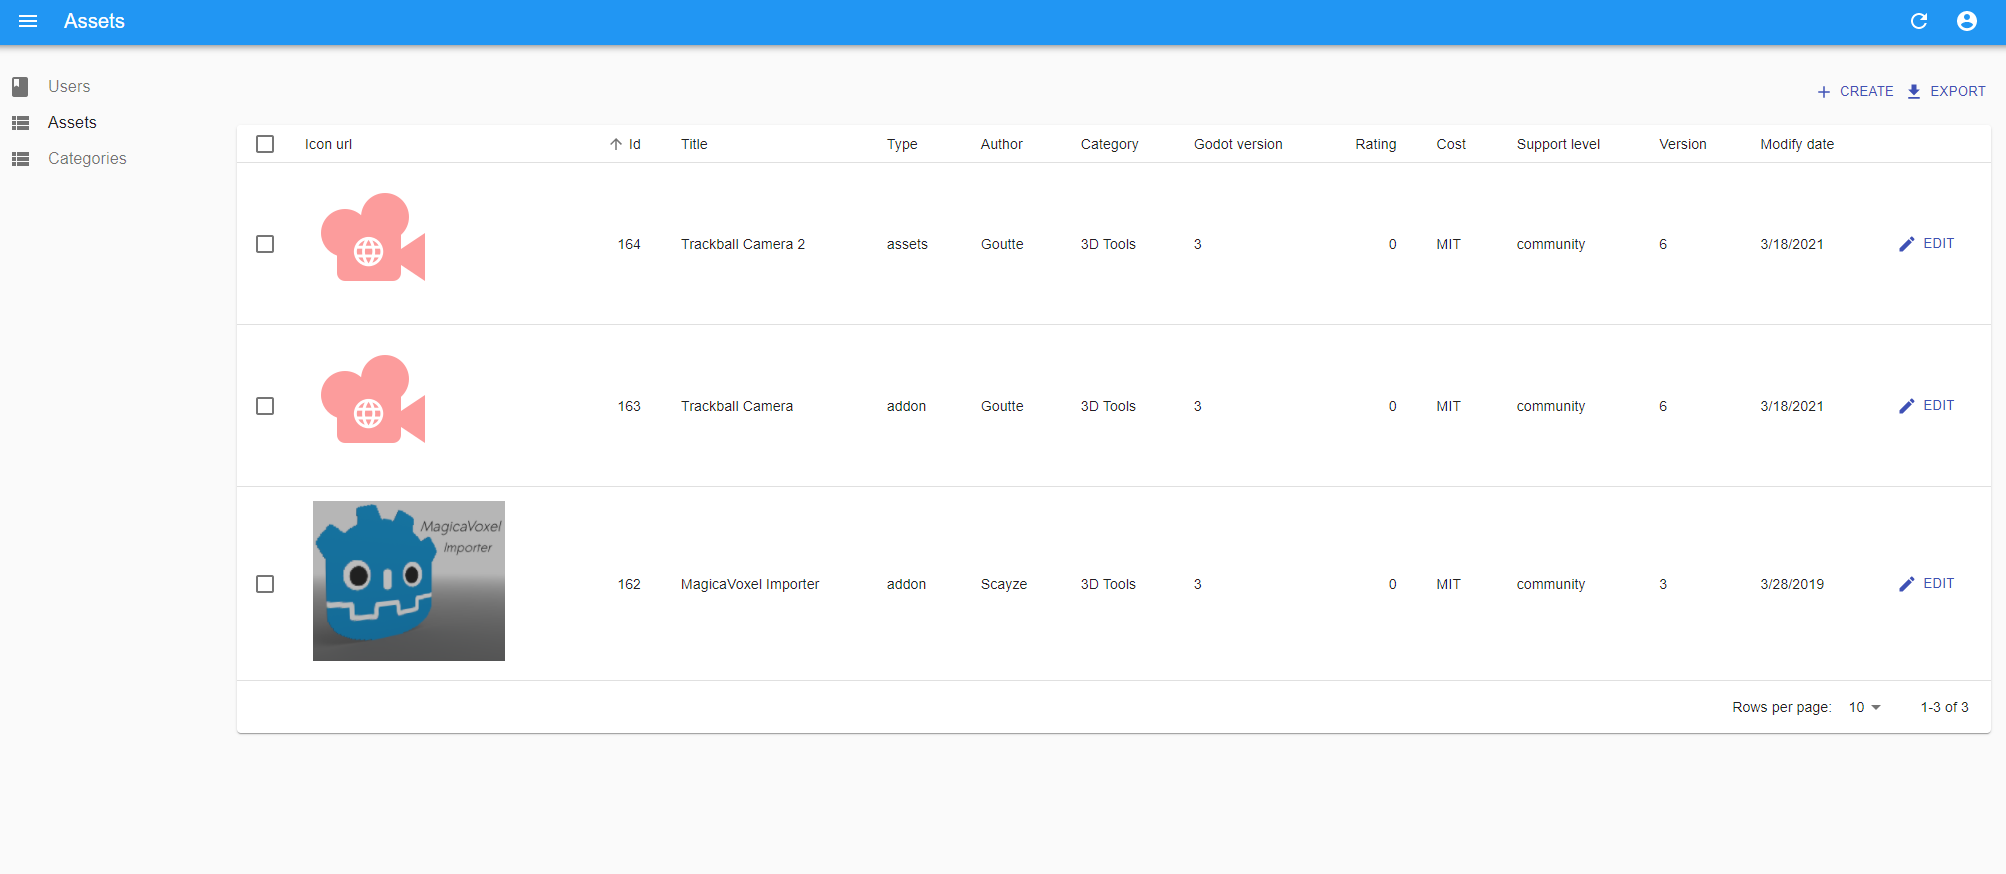 Assets
Users
Assets
Categories
CREATE EXPORT
Icon url Id Title Type Author Category Godot version Rating Cost Support level Version Modify date
164 Trackball Camera 2 assets Goutte 3D Tools 3 0 MIT community 6 3/18/2021 EDIT
163 Trackball Camera addon Goutte 3D Tools 3 0 MIT community 6 3/18/2021 EDIT
MagicaVoxel
Importer
162 MagicaVoxel Importer addon Scayze 3D Tools 3 0 MIT community 3 3/28/2019 EDIT
Rows per page: 10 1-3 of 3